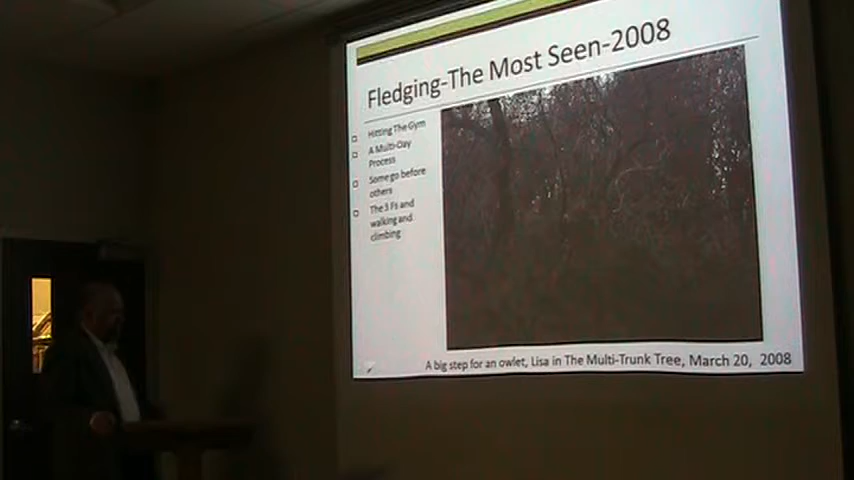 Fledging-The Most Seen-2008
Hitting The Gym
A Multi-Day
Process
Some go before
others
The 3 Fs and
walking and
climbing
A big step for an owlet, Lisa in The Multi-Trunk Tree, March 20, 2008